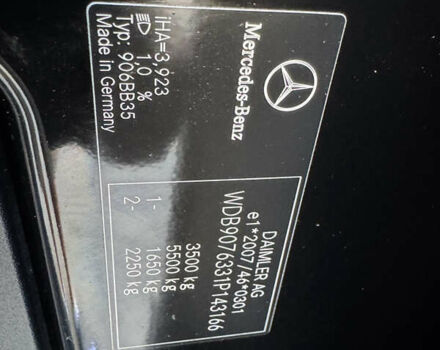 Mercedes-Benz
iHA=3,923
1.0 %
Typ: 906BB35
Made in Germany
DAIMLER AG
e1*2007/46*0301
WDB9076331P143166
3500 kg
5500 kg
1- 1650 kg
2- 2250 kg